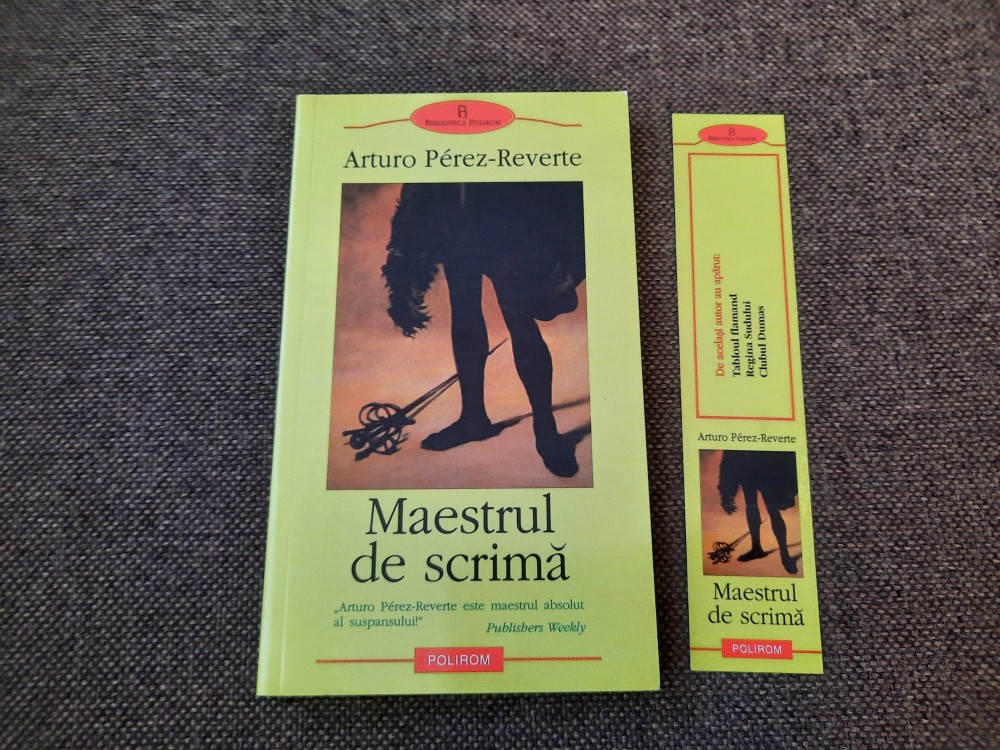 BIBLIOTECA POLIROM
Arturo Pérez-Reverte
Maestrul
de scrimă
„Arturo Pérez-Reverte este maestrul absolut
al suspansului!"
Publishers Weekly
POLIROM
BIBLIOTECA POLIROM
De același autor au apărut:
Tabloul flamand
Regina Sudului
Clubul Dumas
Arturo Pérez-Reverte
Maestrul
de scrimă
POLIROM